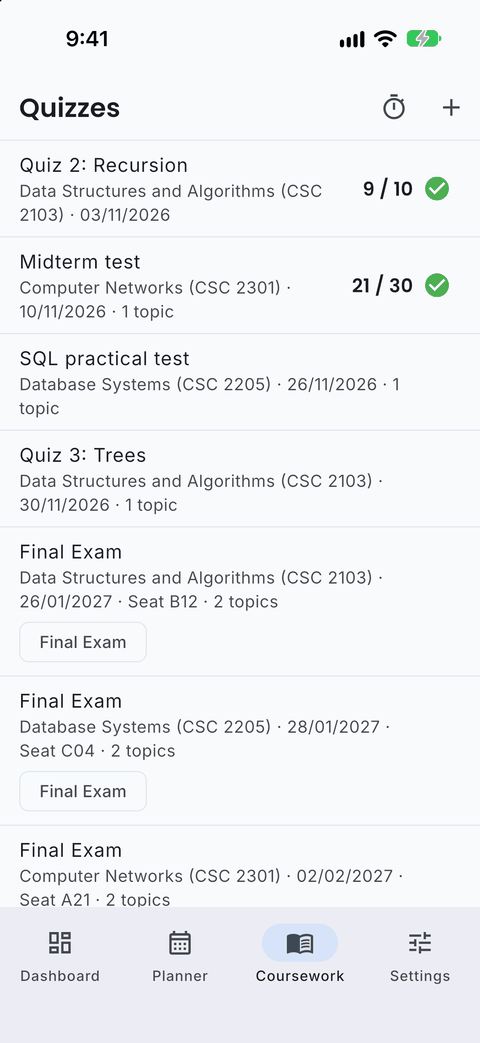 9:41
Quizzes
Quiz 2: Recursion
Data Structures and Algorithms (CSC
2103) · 03/11/2026
9 / 10
Midterm test
Computer Networks (CSC 2301) ·
10/11/2026 · 1 topic
21 / 30
SQL practical test
Database Systems (CSC 2205) · 26/11/2026 · 1
topic
Quiz 3: Trees
Data Structures and Algorithms (CSC 2103) ·
30/11/2026 · 1 topic
Final Exam
Data Structures and Algorithms (CSC 2103) ·
26/01/2027 · Seat B12 · 2 topics
Final Exam
Final Exam
Database Systems (CSC 2205) · 28/01/2027 ·
Seat C04 · 2 topics
Final Exam
Final Exam
Computer Networks (CSC 2301) · 02/02/2027 ·
Seat A21 · 2 topics
Dashboard
Planner
Coursework
Settings